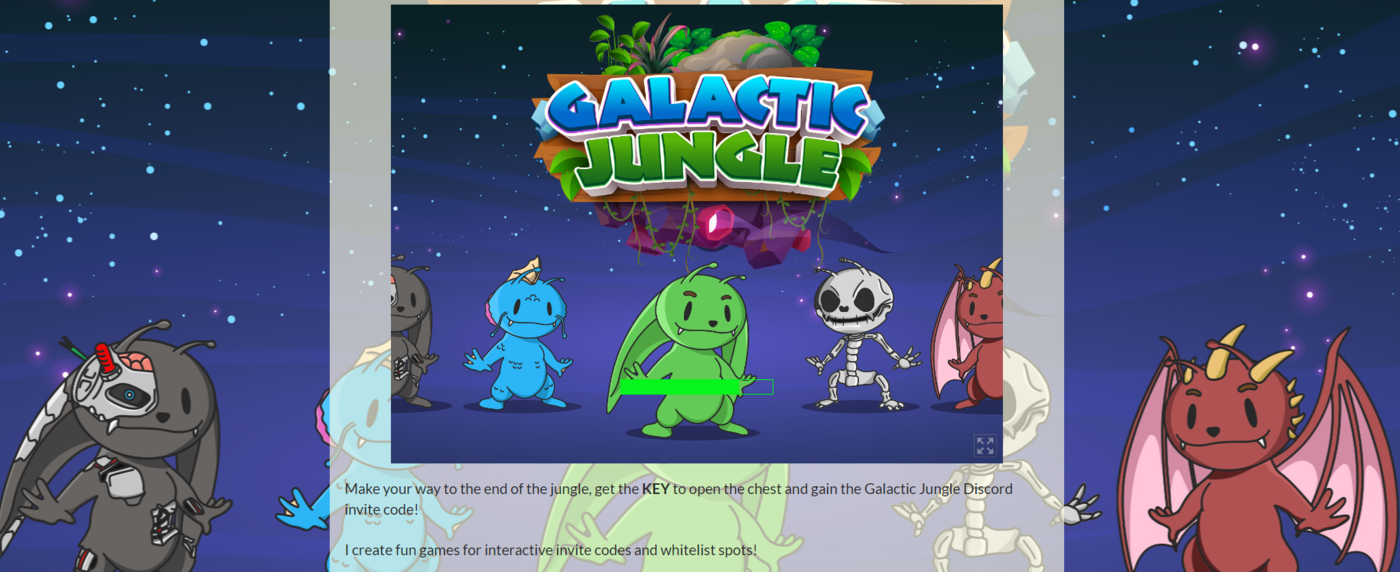 GALACTIC
JUNGLE
Make your way to the end of the jungle, get the KEY to open the chest and gain the Galactic Jungle Discord
invite code!
I create fun games for interactive invite codes and whitelist spots!